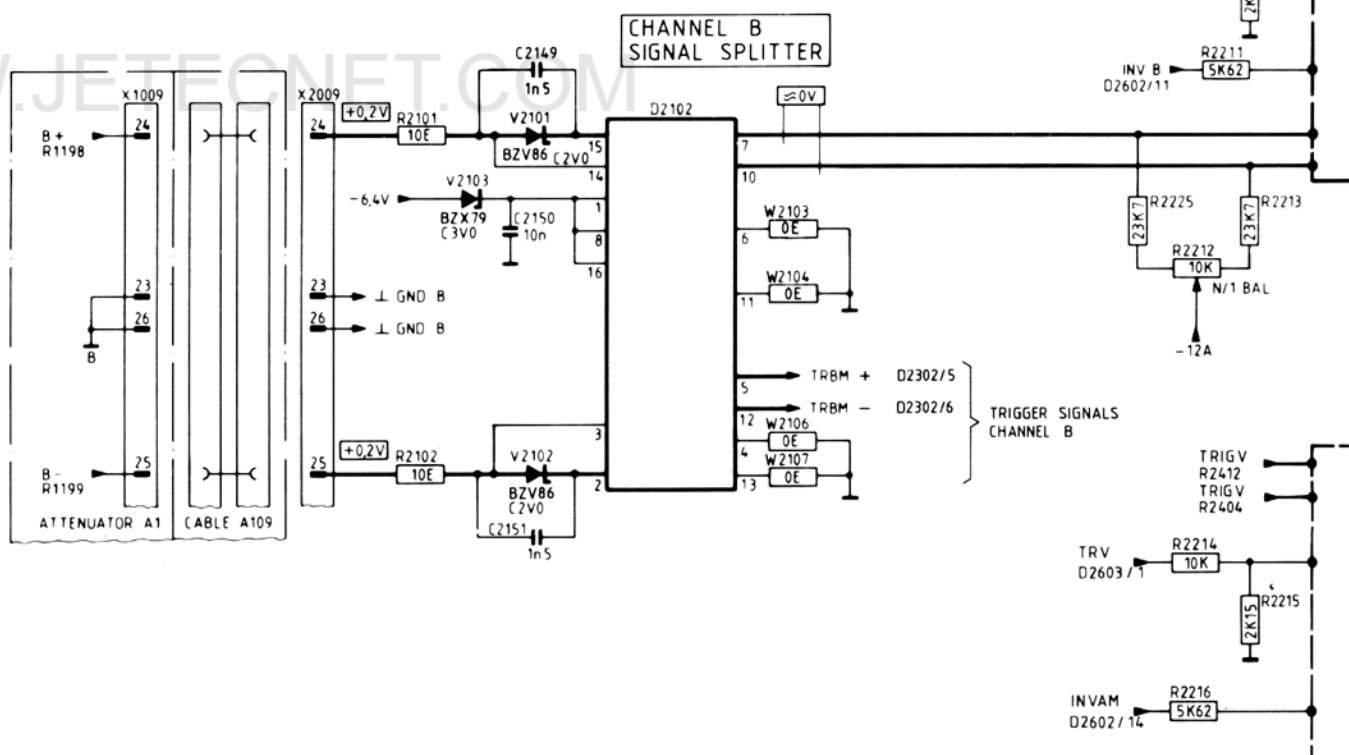 CHANNEL B
SIGNAL SPLITTER
W.JETECNET.COM
X1009
24
B+
R1198
23
26
B
B-
R1199
25
ATTENUATOR A1
CABLE A109
X2009
24
+0,2V
R2101
10E
C2149
1n5
V2101
BZV86
C2V0
-6,4V
V2103
BZX79
C3V0
C2150
10n
23
⊥ GND B
26
⊥ GND B
+0,2V
25
R2102
10E
V2102
BZV86
C2V0
C2151
1n5
D2102
15
14
1
8
16
3
2
7
10
6
11
5
12
4
13
≈0V
W2103
0E
W2104
0E
TRBM + D2302/5
TRBM - D2302/6
TRIGGER SIGNALS
CHANNEL B
W2106
0E
W2107
0E
2K
INV B
D2602/11
R2211
5K62
R2225
23K7
R2213
23K7
R2212
10K
N/1 BAL
-12A
TRIGV
R2412
TRIGV
R2404
TRV
D2603/1
R2214
10K
R2215
2K15
INVAM
D2602/14
R2216
5K62